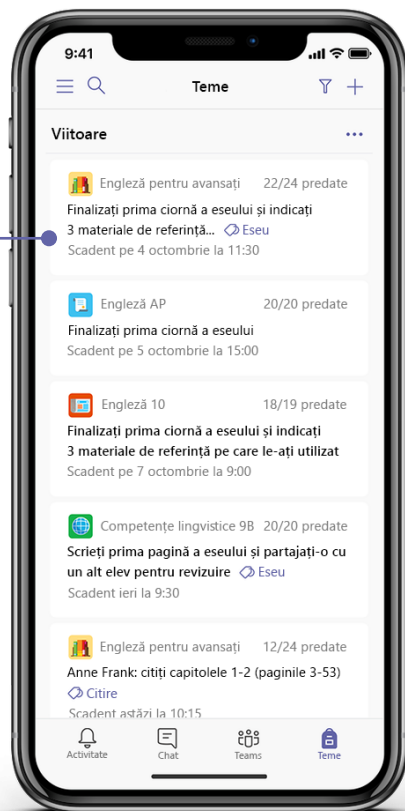 9:41
Teme
Viitoare
Engleză pentru avansați 22/24 predate
Finalizați prima ciornă a eseului și indicați
3 materiale de referință... Eseu
Scadent pe 4 octombrie la 11:30
Engleză AP 20/20 predate
Finalizați prima ciornă a eseului
Scadent pe 5 octombrie la 15:00
Engleză 10 18/19 predate
Finalizați prima ciornă a eseului și indicați
3 materiale de referință pe care le-ați utilizat
Scadent pe 7 octombrie la 9:00
Competențe lingvistice 9B 20/20 predate
Scrieți prima pagină a eseului și partajați-o cu
un alt elev pentru revizuire Eseu
Scadent ieri la 9:30
Engleză pentru avansați 12/24 predate
Anne Frank: citiți capitolele 1-2 (paginile 3-53)
Citire
Scadent astăzi la 10:15
Activitate Chat Teams Teme